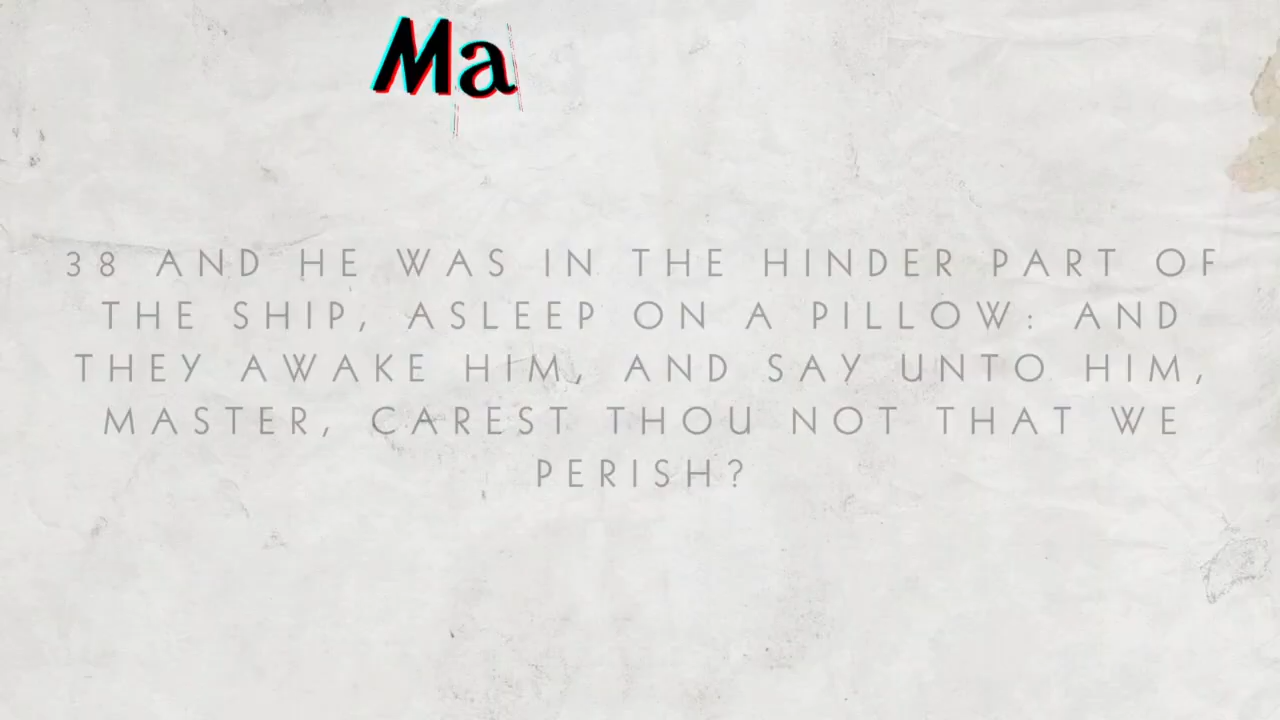 Ma
38 AND HE WAS IN THE HINDER PART OF
THE SHIP, ASLEEP ON A PILLOW: AND
THEY AWAKE HIM, AND SAY UNTO HIM,
MASTER, CAREST THOU NOT THAT WE
PERISH?